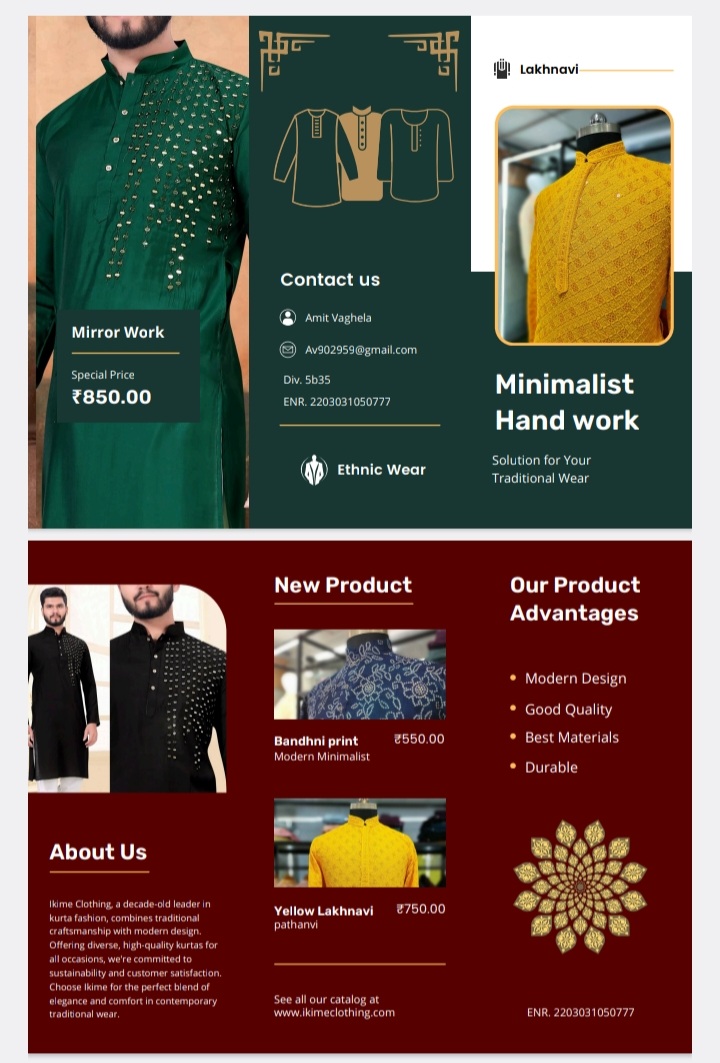 Mirror Work
Special Price
₹850.00
Contact us
Amit Vaghela
Av902959@gmail.com
Div. 5b35
ENR. 2203031050777
Ethnic Wear
Lakhnavi
Minimalist
Hand work
Solution for Your
Traditional Wear
About Us
Ikime Clothing, a decade-old leader in
kurta fashion, combines traditional
craftsmanship with modern design.
Offering diverse, high-quality kurtas for
all occasions, we're committed to
sustainability and customer satisfaction.
Choose Ikime for the perfect blend of
elegance and comfort in contemporary
traditional wear.
New Product
Bandhni print
₹550.00
Modern Minimalist
Yellow Lakhnavi
₹750.00
pathanvi
See all our catalog at
www.ikimeclothing.com
Our Product
Advantages
Modern Design
Good Quality
Best Materials
Durable
ENR. 2203031050777